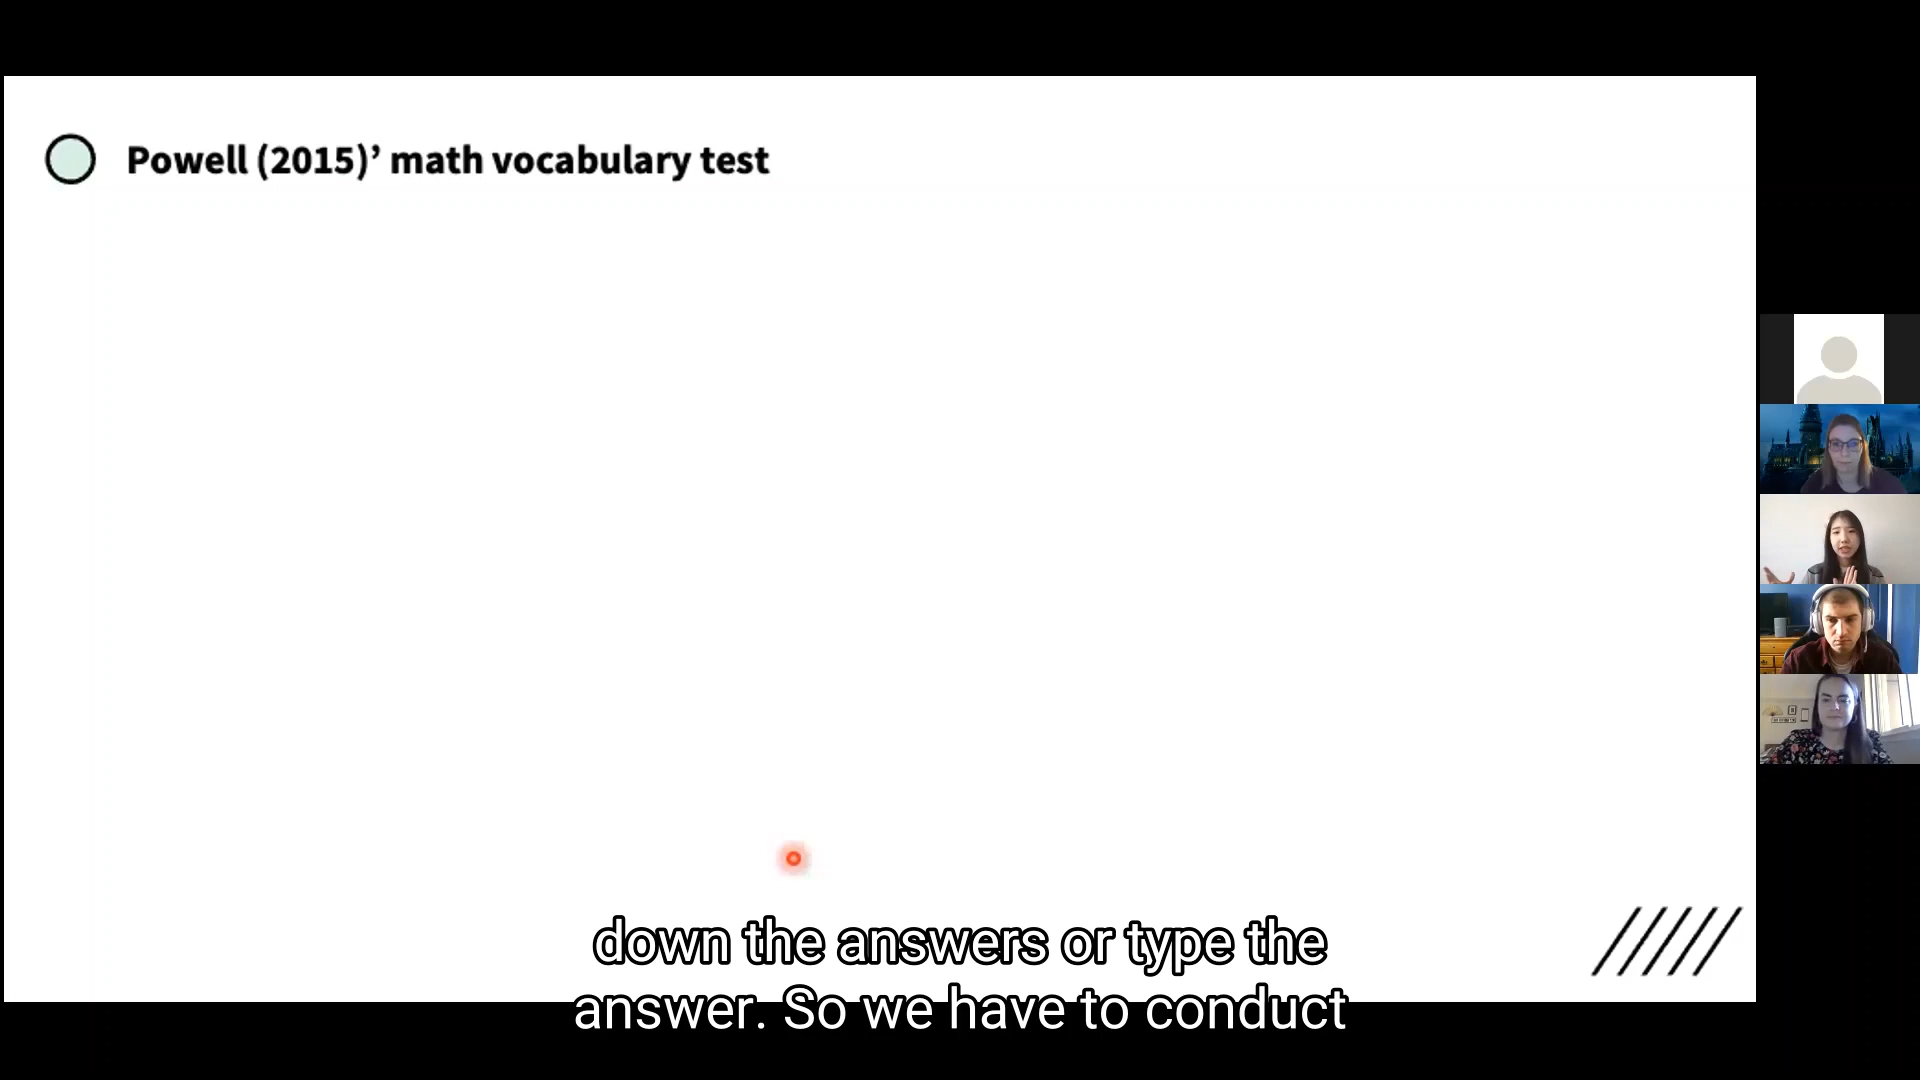 Powell (2015)’ math vocabulary test
down the answers or type the
answer. So we have to conduct